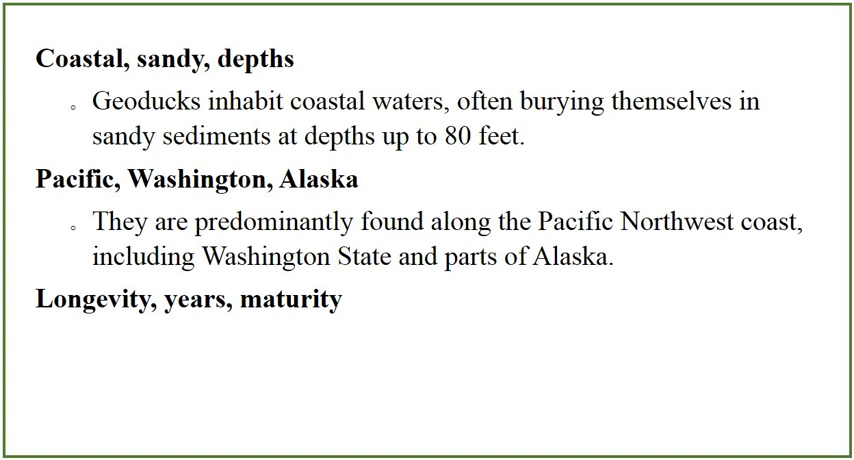 Coastal, sandy, depths
◦ Geoducks inhabit coastal waters, often burying themselves in
sandy sediments at depths up to 80 feet.
Pacific, Washington, Alaska
◦ They are predominantly found along the Pacific Northwest coast,
including Washington State and parts of Alaska.
Longevity, years, maturity